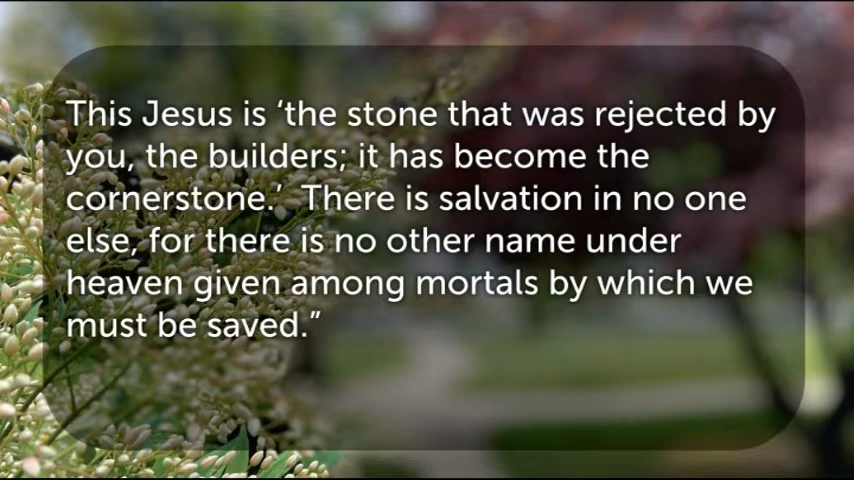 This Jesus is ‘the stone that was rejected by
you, the builders; it has become the
cornerstone.’  There is salvation in no one
else, for there is no other name under
heaven given among mortals by which we
must be saved.”